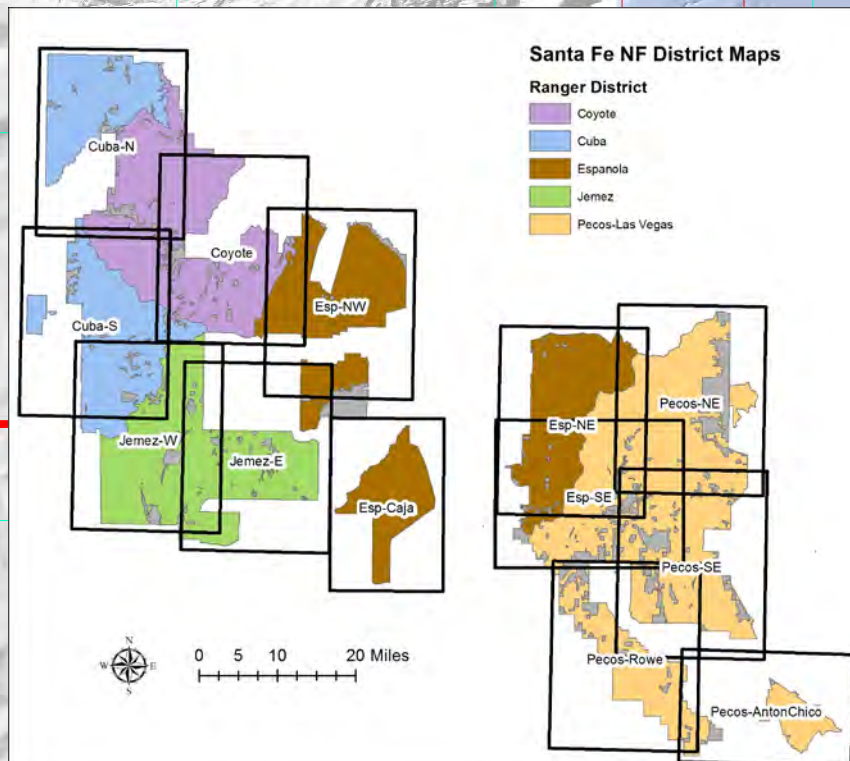 Santa Fe NF District Maps
Ranger District
Coyote
Cuba
Espanola
Jemez
Pecos-Las Vegas
Cuba-N
Coyote
Esp-NW
Cuba-S
Jemez-W
Jemez-E
Esp-Caja
Pecos-NE
Esp-NE
Esp-SE
Pecos-SE
Pecos-Rowe
Pecos-AntonChico
N
W E
S
0 5 10 20 Miles